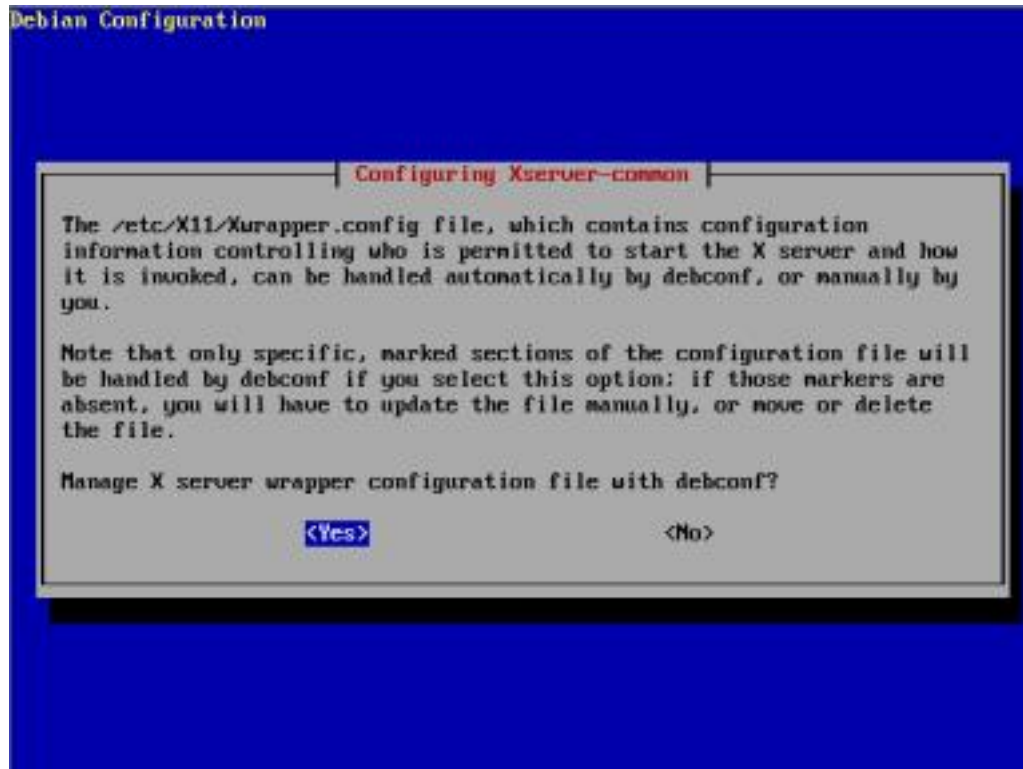 Debian Configuration
Configuring Xserver-common
The /etc/X11/Xwrapper.config file, which contains configuration
information controlling who is permitted to start the X server and how
it is invoked, can be handled automatically by debconf, or manually by
you.
Note that only specific, marked sections of the configuration file will
be handled by debconf if you select this option; if those markers are
absent, you will have to update the file manually, or move or delete
the file.
Manage X server wrapper configuration file with debconf?
<Yes> <No>